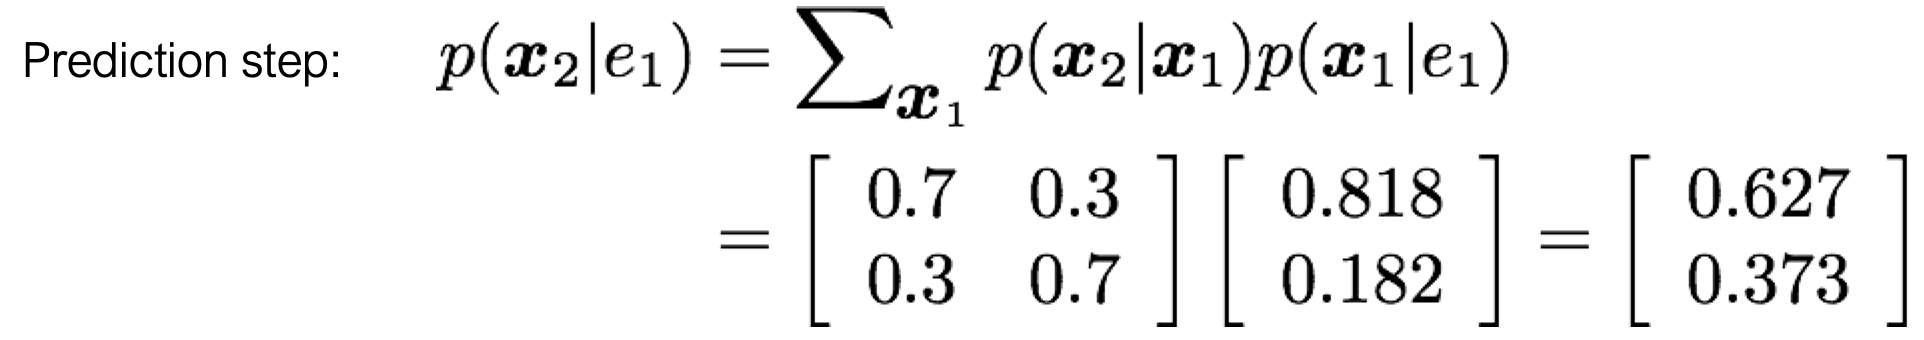 Prediction step: p(𝒙₂|e₁) = ∑𝒙₁ p(𝒙₂|𝒙₁)p(𝒙₁|e₁)
= [ 0.7 0.3 ] [ 0.818 ] = [ 0.627 ]
[ 0.3 0.7 ] [ 0.182 ] [ 0.373 ]